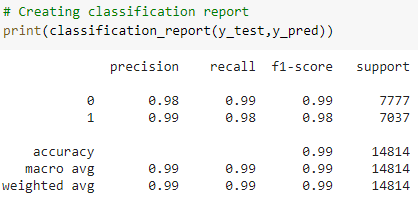 # Creating classification report
print(classification_report(y_test,y_pred))
precision recall f1-score support
0 0.98 0.99 0.99 7777
1 0.99 0.98 0.98 7037
accuracy 0.99 14814
macro avg 0.99 0.99 0.99 14814
weighted avg 0.99 0.99 0.99 14814